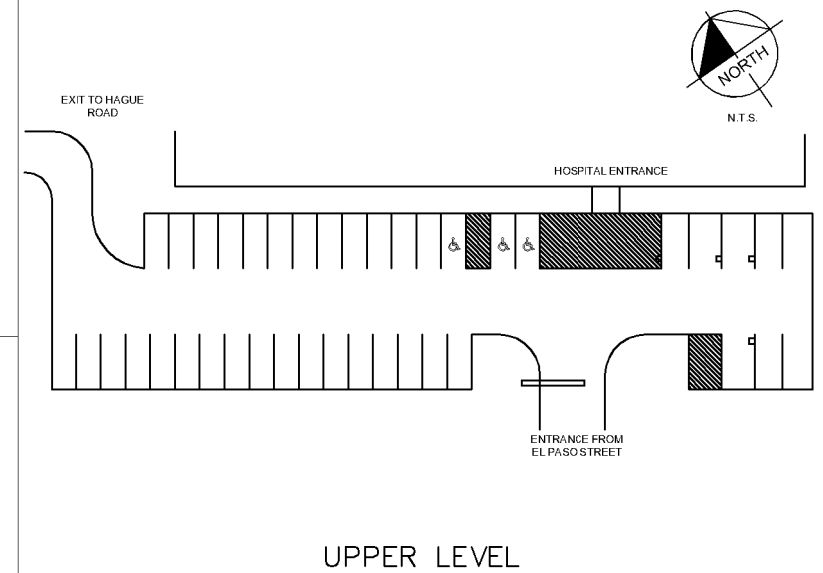 NORTH
N.T.S.
EXIT TO HAGUE
ROAD
HOSPITAL ENTRANCE
ENTRANCE FROM
EL PASO STREET
UPPER LEVEL